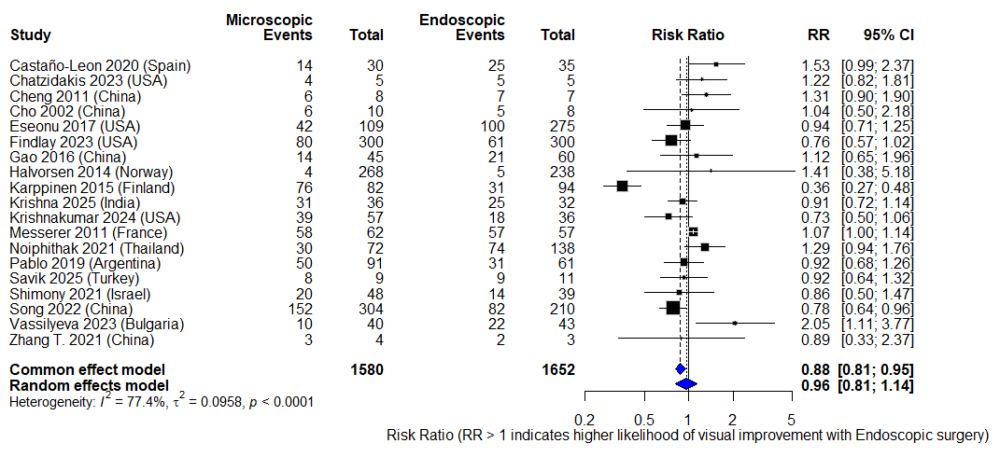 Microscopic Endoscopic
Study Events Total Events Total Risk Ratio RR 95% CI
Castaño-Leon 2020 (Spain) 14 30 25 35 1.53 [0.99; 2.37]
Chatzidakis 2023 (USA) 4 5 5 5 1.22 [0.82; 1.81]
Cheng 2011 (China) 6 8 7 7 1.31 [0.90; 1.90]
Cho 2002 (China) 6 10 5 8 1.04 [0.50; 2.18]
Eseonu 2017 (USA) 42 109 100 275 0.94 [0.71; 1.25]
Findlay 2023 (USA) 80 300 61 300 0.76 [0.57; 1.02]
Gao 2016 (China) 14 45 21 60 1.12 [0.65; 1.96]
Halvorsen 2014 (Norway) 4 268 5 238 1.41 [0.38; 5.18]
Karppinen 2015 (Finland) 76 82 31 94 0.36 [0.27; 0.48]
Krishna 2025 (India) 31 36 25 32 0.91 [0.72; 1.14]
Krishnakumar 2024 (USA) 39 57 18 36 0.73 [0.50; 1.06]
Messerer 2011 (France) 58 62 57 57 1.07 [1.00; 1.14]
Noiphithak 2021 (Thailand) 30 72 74 138 1.29 [0.94; 1.76]
Pablo 2019 (Argentina) 50 91 31 61 0.92 [0.68; 1.26]
Savik 2025 (Turkey) 8 9 9 11 0.92 [0.64; 1.32]
Shimony 2021 (Israel) 20 48 14 39 0.86 [0.50; 1.47]
Song 2022 (China) 152 304 82 210 0.78 [0.64; 0.96]
Vassilyeva 2023 (Bulgaria) 10 40 22 43 2.05 [1.11; 3.77]
Zhang T. 2021 (China) 3 4 2 3 0.89 [0.33; 2.37]
Common effect model 1580 1652 0.88 [0.81; 0.95]
Random effects model 0.96 [0.81; 1.14]
Heterogeneity: I² = 77.4%, τ² = 0.0958, p < 0.0001
0.2 0.5 1 2 5
Risk Ratio (RR > 1 indicates higher likelihood of visual improvement with Endoscopic surgery)